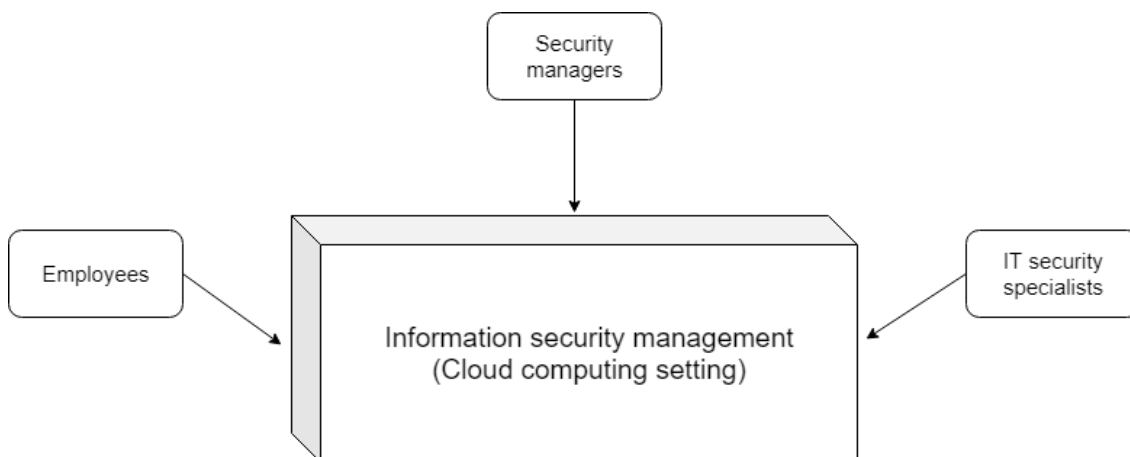 Security
managers
Employees
IT security
specialists
Information security management
(Cloud computing setting)